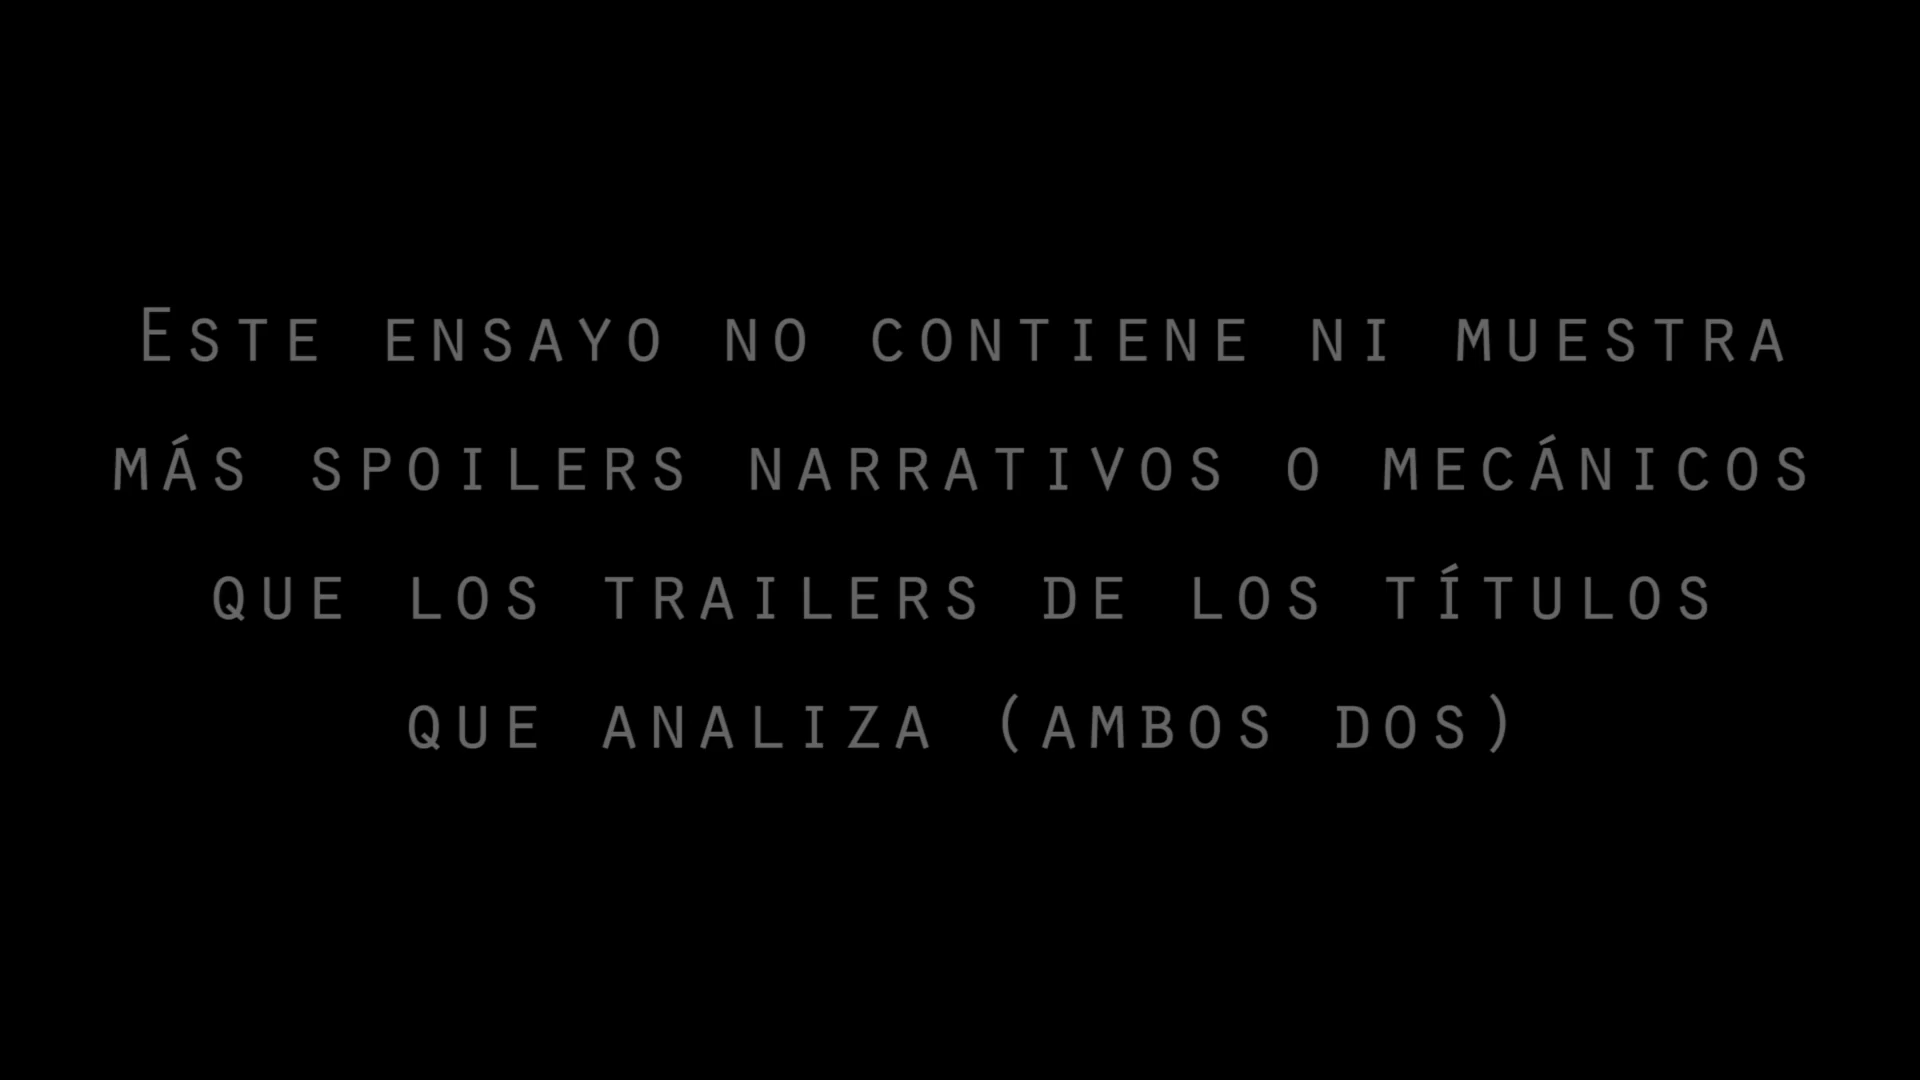 Este ensayo no contiene ni muestra
más spoilers narrativos o mecánicos
que los trailers de los títulos
que analiza (ambos dos)